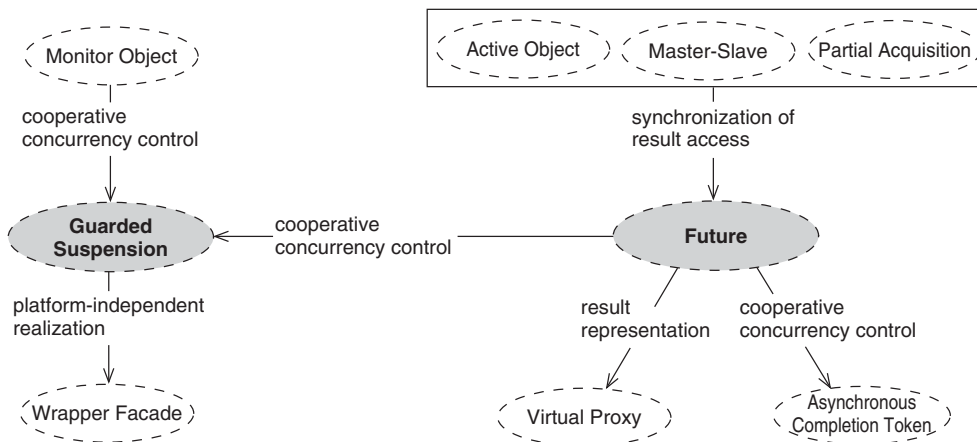 Monitor Object
Active Object
Master-Slave
Partial Acquisition
cooperative
concurrency control
synchronization of
result access
Guarded
Suspension
cooperative
concurrency control
Future
platform-independent
realization
result
representation
cooperative
concurrency control
Wrapper Facade
Virtual Proxy
Asynchronous
Completion Token